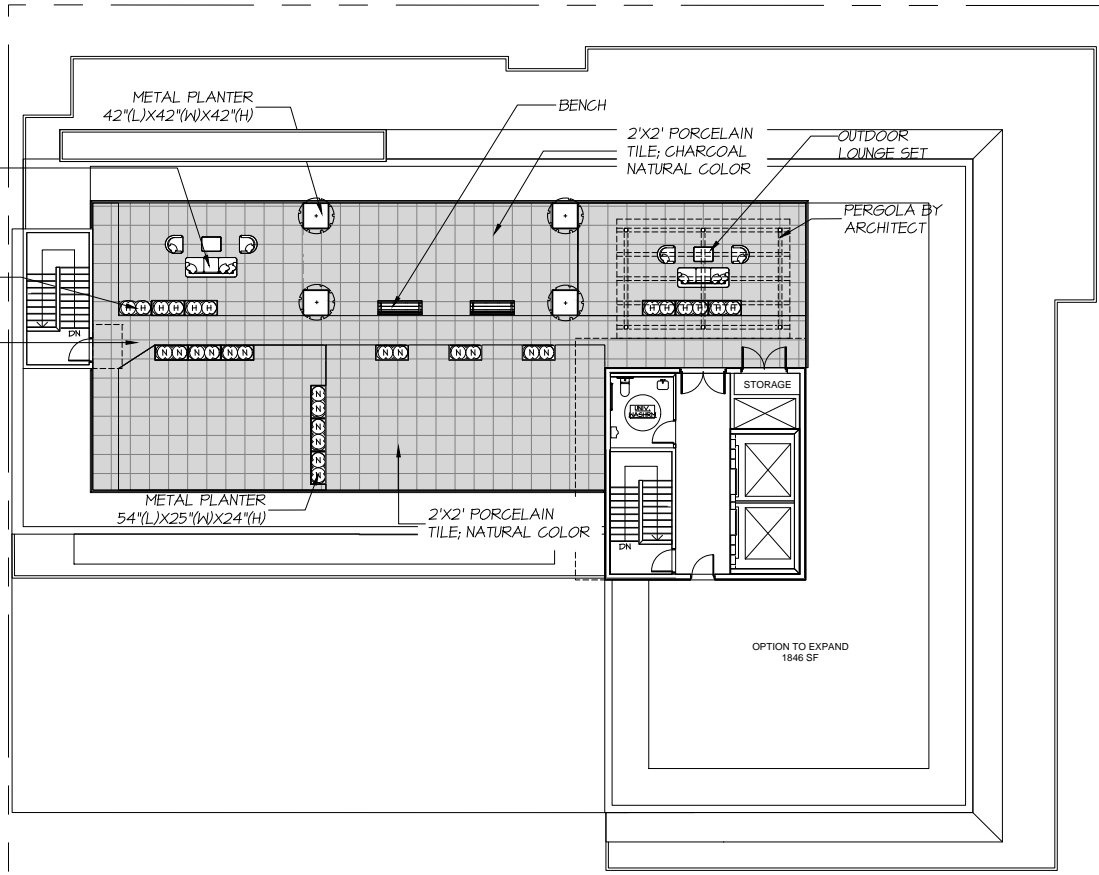 METAL PLANTER
42"(L)X42"(W)X42"(H)
BENCH
2'X2' PORCELAIN
TILE; CHARCOAL
NATURAL COLOR
OUTDOOR
LOUNGE SET
PERGOLA BY
ARCHITECT
H H H H H H
H H H H H H
DN
N N N N N N
N N
N N
N N
N
N
N
N
N
N
STORAGE
UNIV.
WASHRM
METAL PLANTER
54"(L)X25"(W)X24"(H)
2'X2' PORCELAIN
TILE; NATURAL COLOR
DN
OPTION TO EXPAND
1846 SF